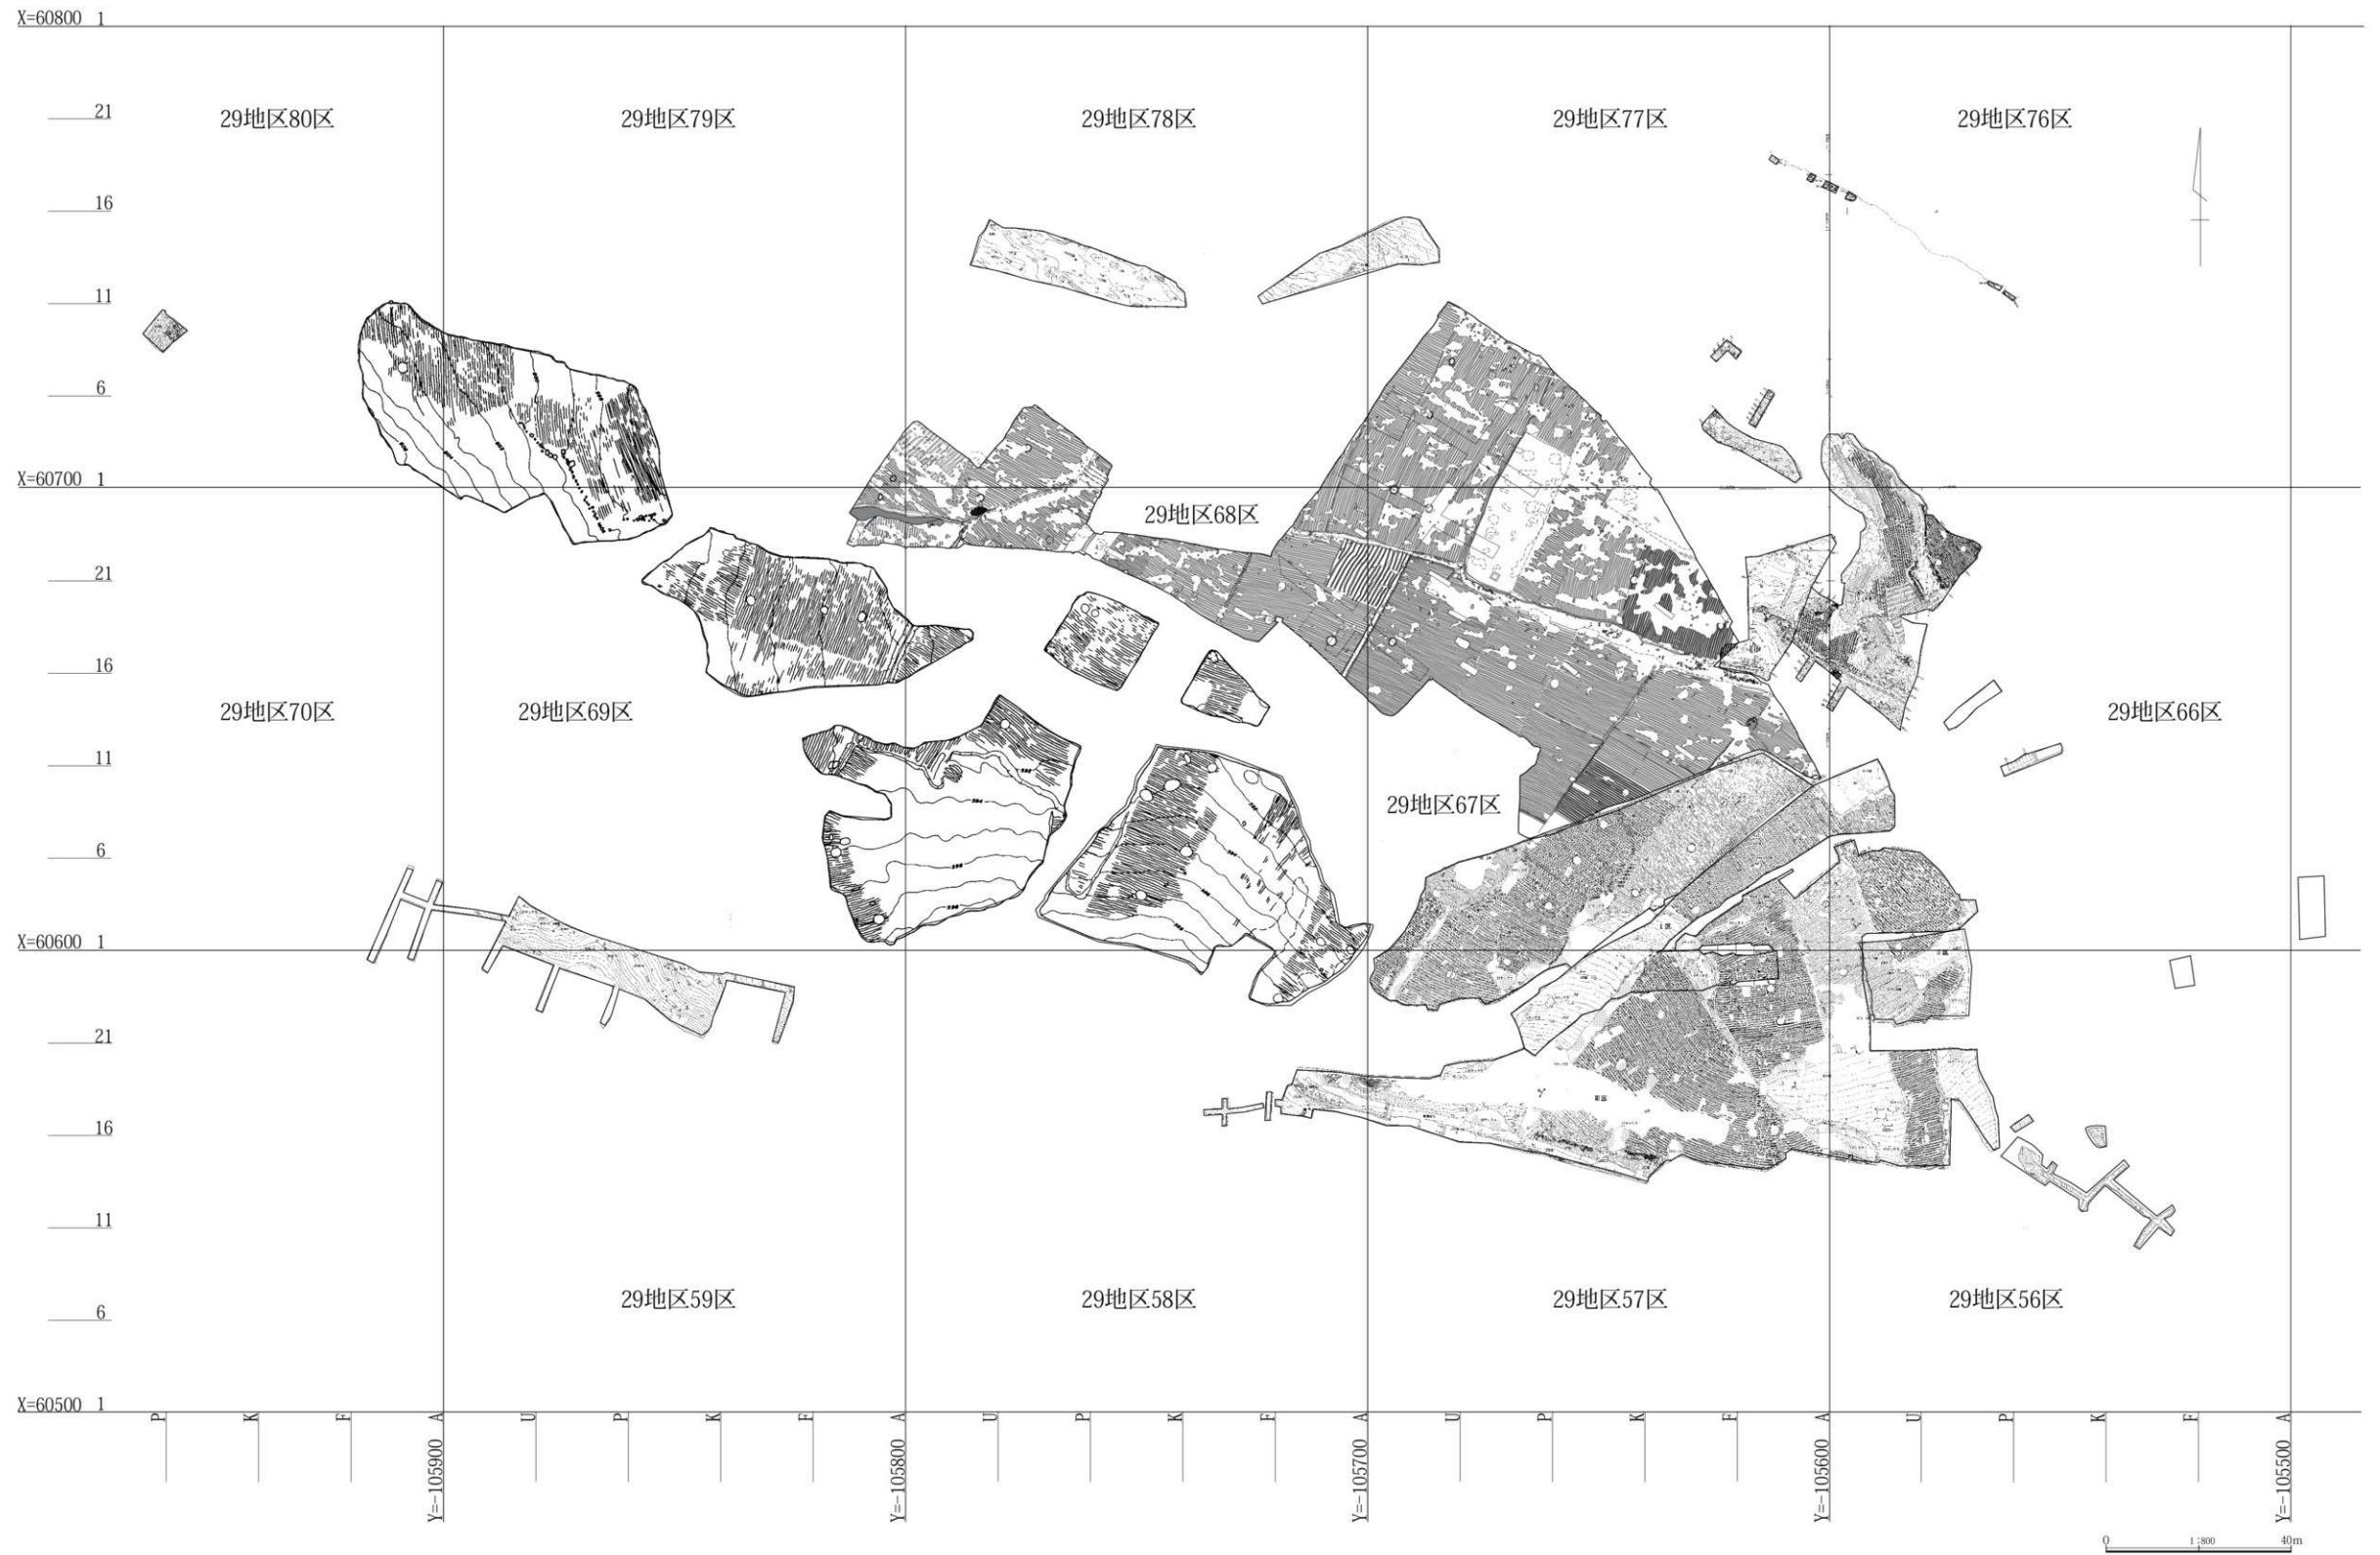 X=60800 1
21
29地区80区
29地区79区
29地区78区
29地区77区
29地区76区
16
11
6
X=60700 1
29地区68区
21
16
29地区70区
29地区69区
29地区66区
11
29地区67区
6
X=60600 1
21
16
11
29地区59区
29地区58区
29地区57区
29地区56区
6
X=60500 1
P K F A U P K F A U P K F A U P K F A U P K F A
Y=-105900
Y=-105800
Y=-105700
Y=-105600
Y=-105500
0 1:800 40m